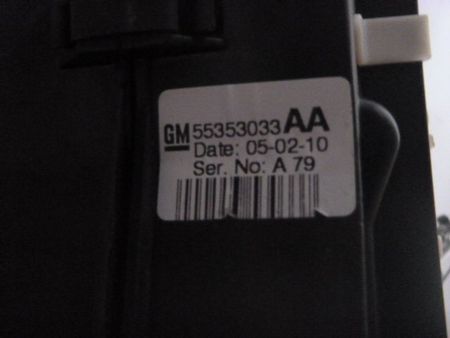 GM 55353033 AA
Date: 05-02-10
Ser. No: A 79